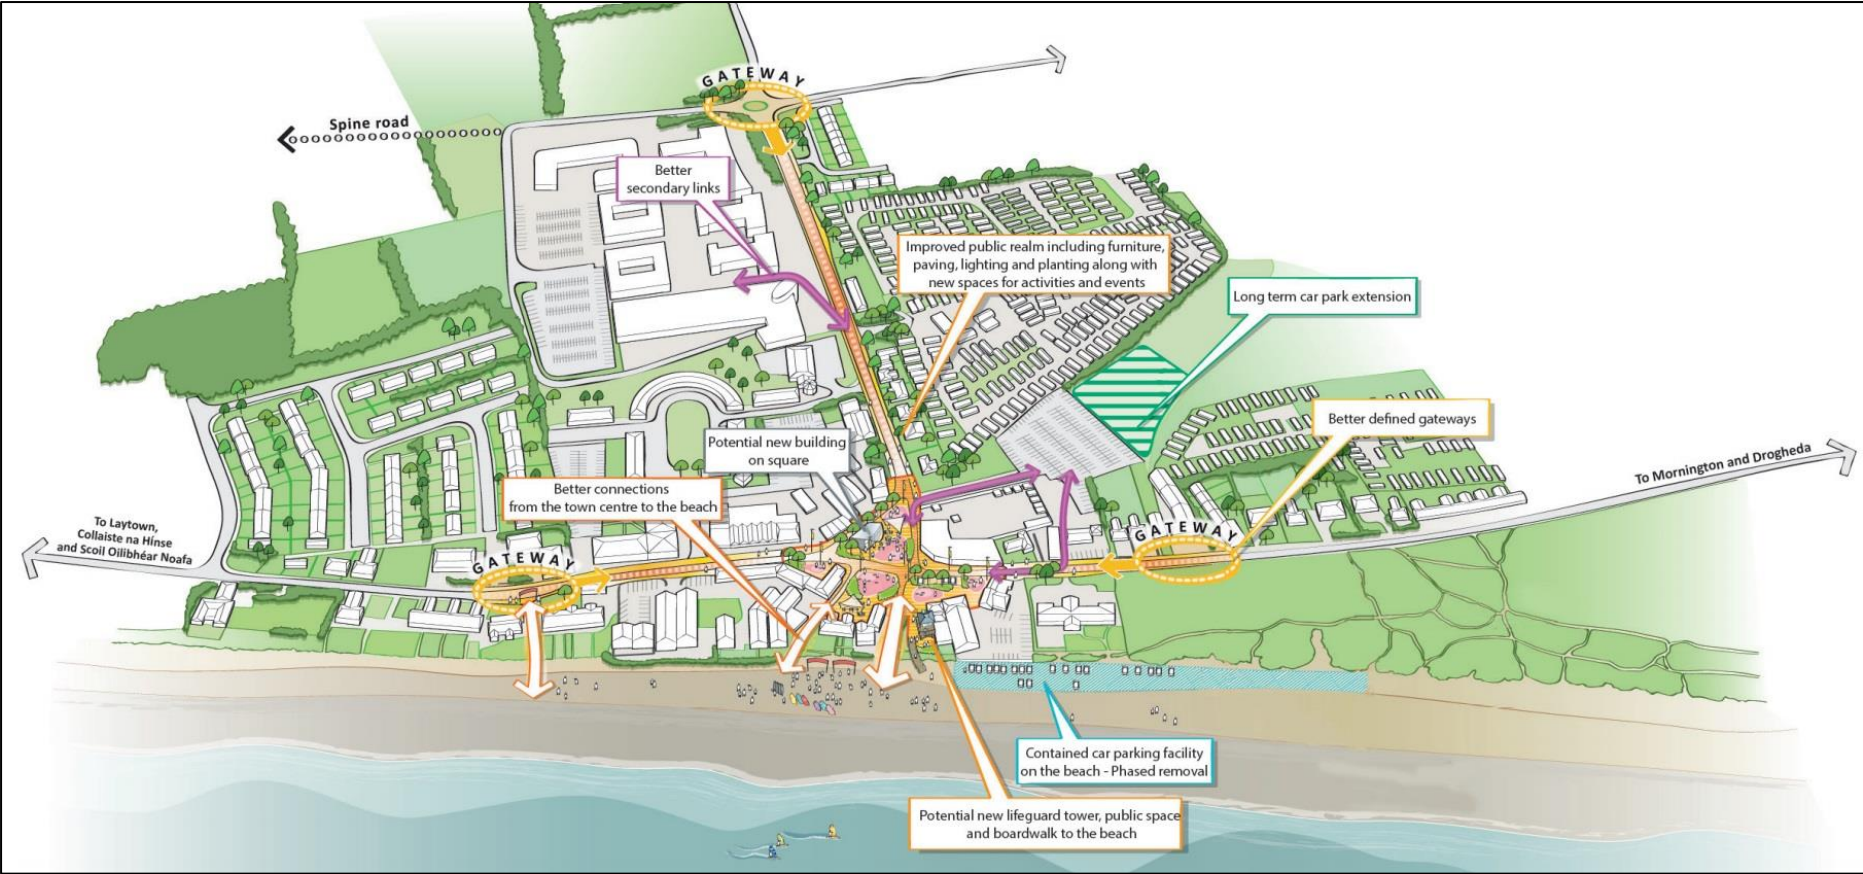 GATEWAY
Spine road
Better
secondary links
Improved public realm including furniture,
paving, lighting and planting along with
new spaces for activities and events
Long term car park extension
Better defined gateways
Potential new building
on square
To Mornington and Drogheda
Better connections
from the town centre to the beach
To Laytown,
Collaiste na Hinse
and Scoil Oilibhéar Noafa
GATEWAY
GATEWAY
Contained car parking facility
on the beach - Phased removal
Potential new lifeguard tower, public space
and boardwalk to the beach